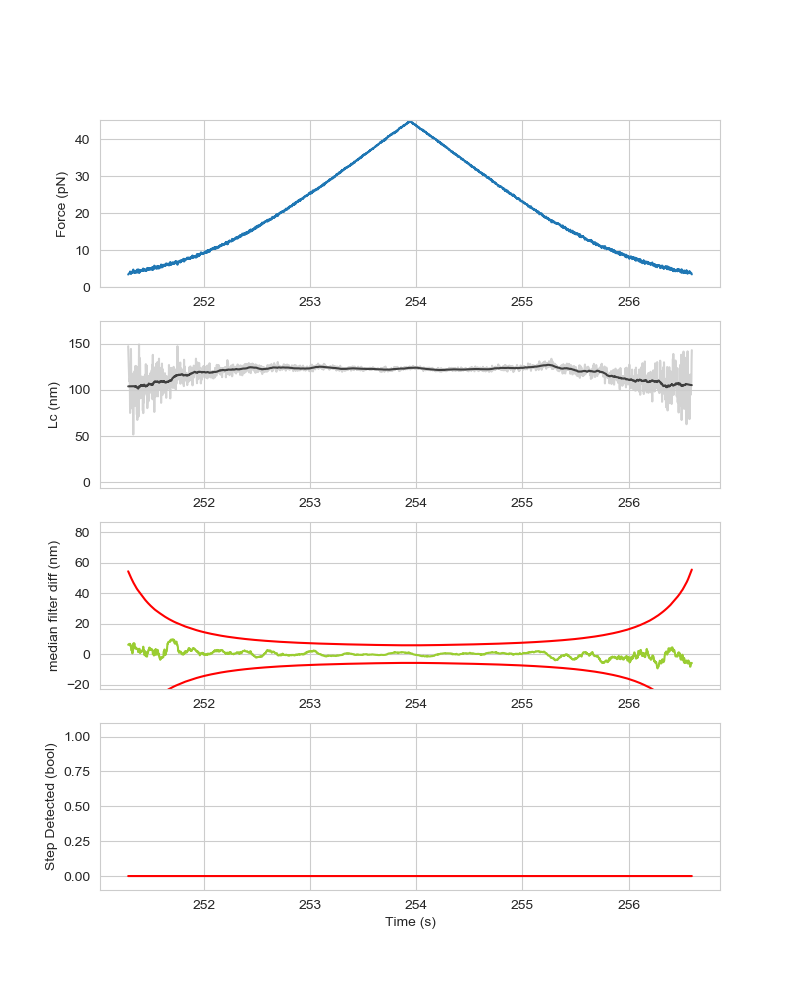 Force (pN)
40
30
20
10
0
252 253 254 255 256
Lc (nm)
150
100
50
0
252 253 254 255 256
median filter diff (nm)
80
60
40
20
0
−20
252 253 254 255 256
Step Detected (bool)
1.00
0.75
0.50
0.25
0.00
252 253 254 255 256
Time (s)